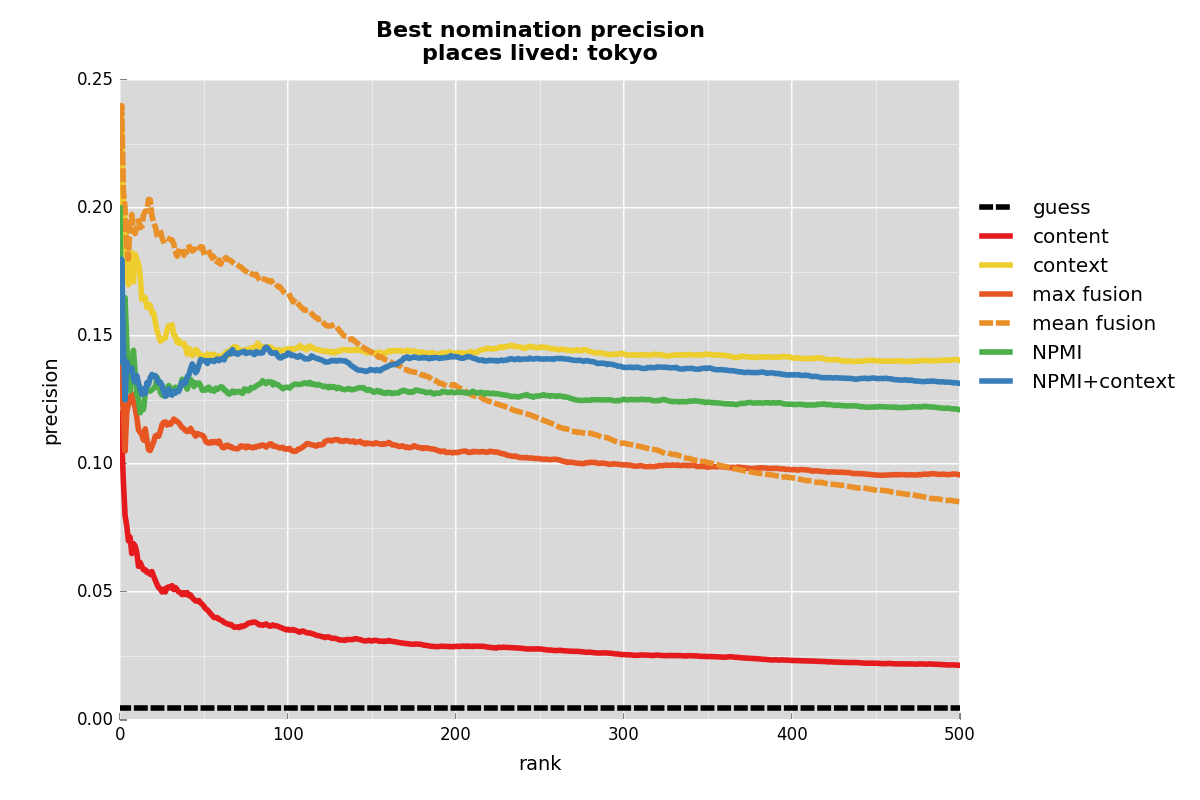 Best nomination precision
places lived: tokyo
0.25
0.20
0.15
0.10
0.05
0.00
precision
0
100
200
300
400
500
rank
guess
content
context
max fusion
mean fusion
NPMI
NPMI+context